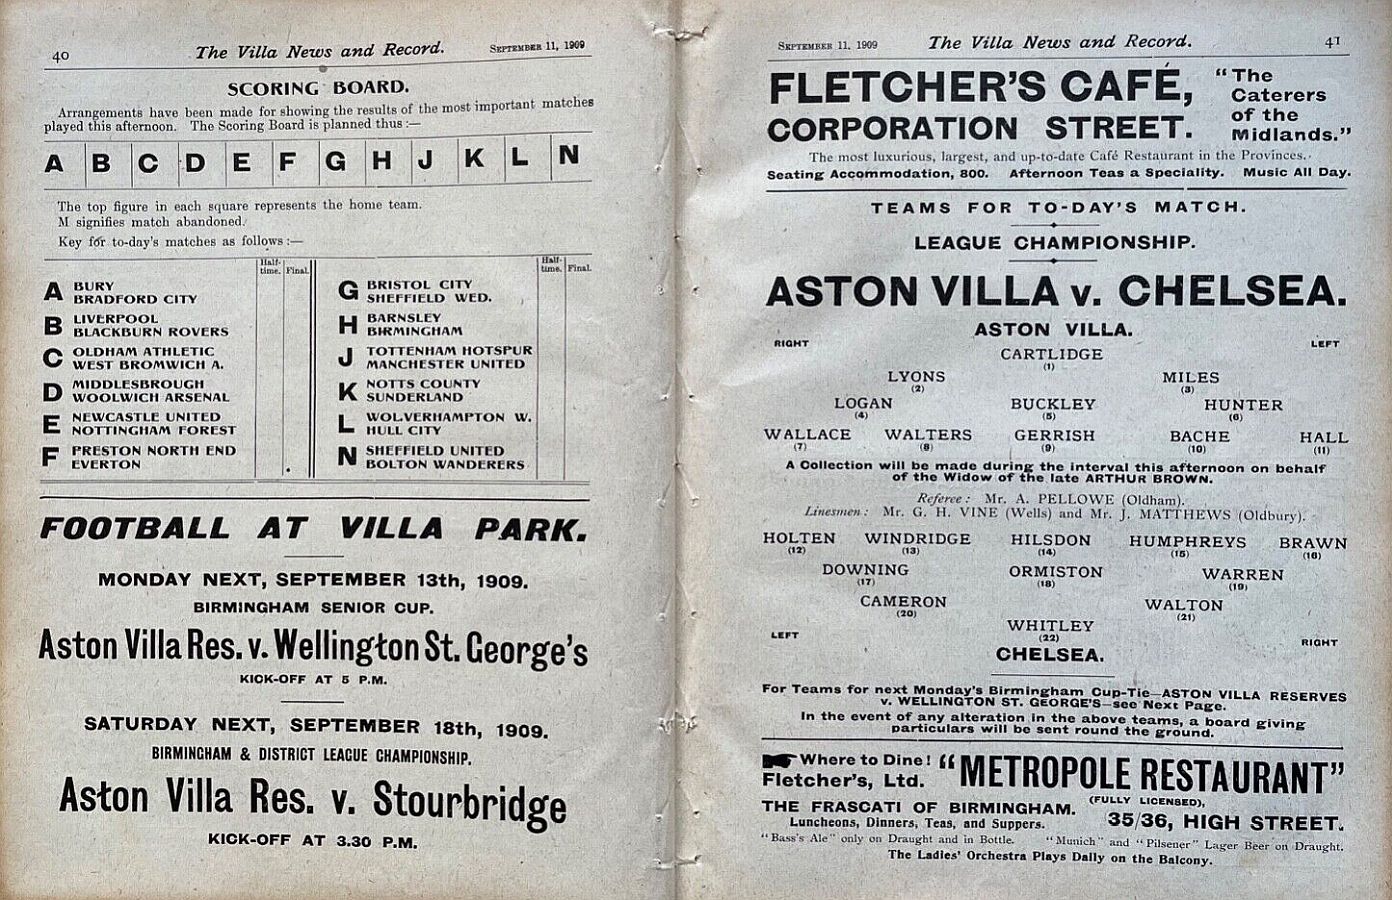 40 The Villa News and Record. SEPTEMBER 11, 1909
SCORING BOARD.
Arrangements have been made for showing the results of the most important matches
played this afternoon. The Scoring Board is planned thus :—
A B C D E F G H J K L N
The top figure in each square represents the home team.
M signifies match abandoned.
Key for to-day's matches as follows :—
Half-time. Final.
A BURY
BRADFORD CITY
B LIVERPOOL
BLACKBURN ROVERS
C OLDHAM ATHLETIC
WEST BROMWICH A.
D MIDDLESBROUGH
WOOLWICH ARSENAL
E NEWCASTLE UNITED
NOTTINGHAM FOREST
F PRESTON NORTH END
EVERTON
Half-time. Final.
G BRISTOL CITY
SHEFFIELD WED.
H BARNSLEY
BIRMINGHAM
J TOTTENHAM HOTSPUR
MANCHESTER UNITED
K NOTTS COUNTY
SUNDERLAND
L WOLVERHAMPTON W.
HULL CITY
N SHEFFIELD UNITED
BOLTON WANDERERS
FOOTBALL AT VILLA PARK.
MONDAY NEXT, SEPTEMBER 13th, 1909.
BIRMINGHAM SENIOR CUP.
Aston Villa Res. v. Wellington St. George's
KICK-OFF AT 5 P.M.
SATURDAY NEXT, SEPTEMBER 18th, 1909.
BIRMINGHAM & DISTRICT LEAGUE CHAMPIONSHIP.
Aston Villa Res. v. Stourbridge
KICK-OFF AT 3.30 P.M.
SEPTEMBER 11, 1909 The Villa News and Record. 41
FLETCHER'S CAFÉ,
CORPORATION STREET.
"The
Caterers
of the
Midlands."
The most luxurious, largest, and up-to-date Café Restaurant in the Provinces.
Seating Accommodation, 800. Afternoon Teas a Speciality. Music All Day.
TEAMS FOR TO-DAY'S MATCH.
LEAGUE CHAMPIONSHIP.
ASTON VILLA v. CHELSEA.
ASTON VILLA.
RIGHT LEFT
CARTLIDGE
(1)
LYONS MILES
(2) (3)
LOGAN BUCKLEY HUNTER
(4) (5) (6)
WALLACE WALTERS GERRISH BACHE HALL
(7) (8) (9) (10) (11)
A Collection will be made during the interval this afternoon on behalf
of the Widow of the late ARTHUR BROWN.
Referee : Mr. A. PELLOWE (Oldham).
Linesmen : Mr. G. H. VINE (Wells) and Mr. J. MATTHEWS (Oldbury).
HOLTEN WINDRIDGE HILSDON HUMPHREYS BRAWN
(12) (13) (14) (15) (16)
DOWNING ORMISTON WARREN
(17) (18) (19)
CAMERON WALTON
(20) (21)
WHITLEY
(22)
LEFT RIGHT
CHELSEA.
For Teams for next Monday's Birmingham Cup-Tie—ASTON VILLA RESERVES
v. WELLINGTON ST. GEORGE'S—see Next Page.
In the event of any alteration in the above teams, a board giving
particulars will be sent round the ground.
Where to Dine!
Fletcher's, Ltd.
"METROPOLE RESTAURANT"
THE FRASCATI OF BIRMINGHAM.
(FULLY LICENSED),
Luncheons, Dinners, Teas, and Suppers.
35/36, HIGH STREET.
"Bass's Ale" only on Draught and in Bottle. "Munich" and "Pilsener" Lager Beer on Draught.
The Ladies' Orchestra Plays Daily on the Balcony.